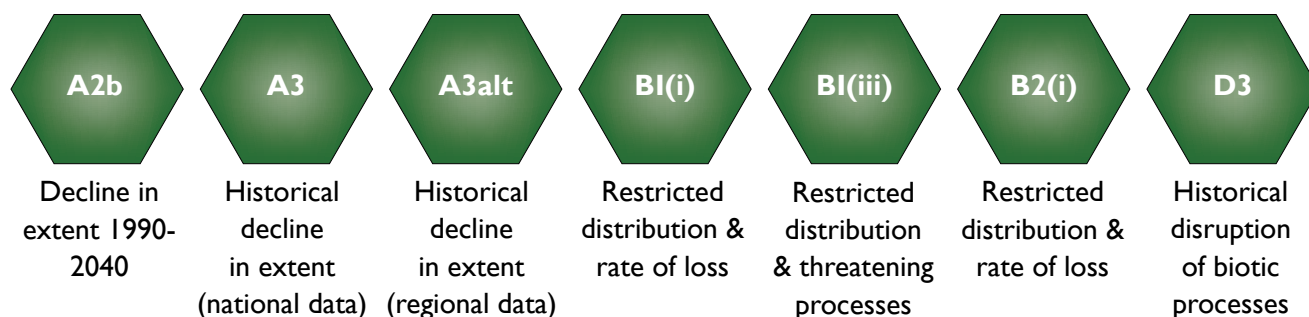 A2b
A3
A3alt
BI(i)
BI(iii)
B2(i)
D3
Decline in
extent 1990-
2040
Historical
decline
in extent
(national data)
Historical
decline
in extent
(regional data)
Restricted
distribution &
rate of loss
Restricted
distribution
& threatening
processes
Restricted
distribution &
rate of loss
Historical
disruption
of biotic
processes